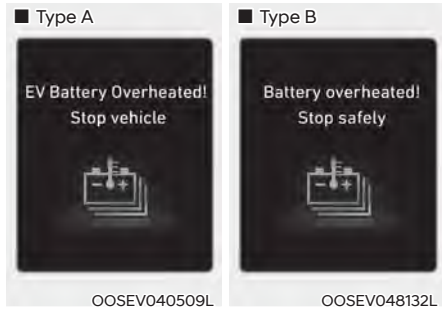 ■ Type A
EV Battery Overheated!
Stop vehicle
OOSEV040509L
■ Type B
Battery overheated!
Stop safely
OOSEV048132L